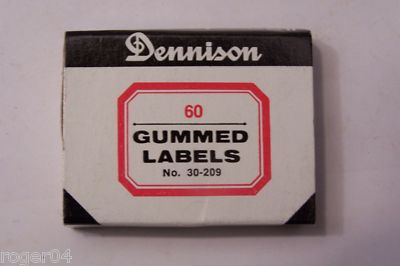 Dennison
60
GUMMED
LABELS
No. 30-209
roger04